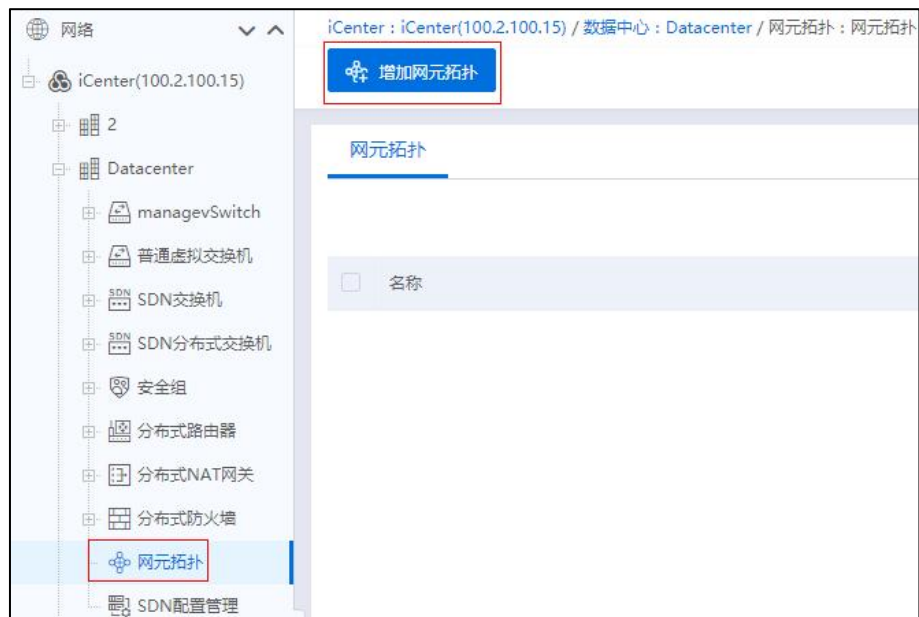 网络
iCenter(100.2.100.15)
2
Datacenter
managevSwitch
普通虚拟交换机
SDN交换机
SDN分布式交换机
安全组
分布式路由器
分布式NAT网关
分布式防火墙
网元拓扑
SDN配置管理
iCenter：iCenter(100.2.100.15) / 数据中心：Datacenter / 网元拓扑：网元拓扑
增加网元拓扑
网元拓扑
名称